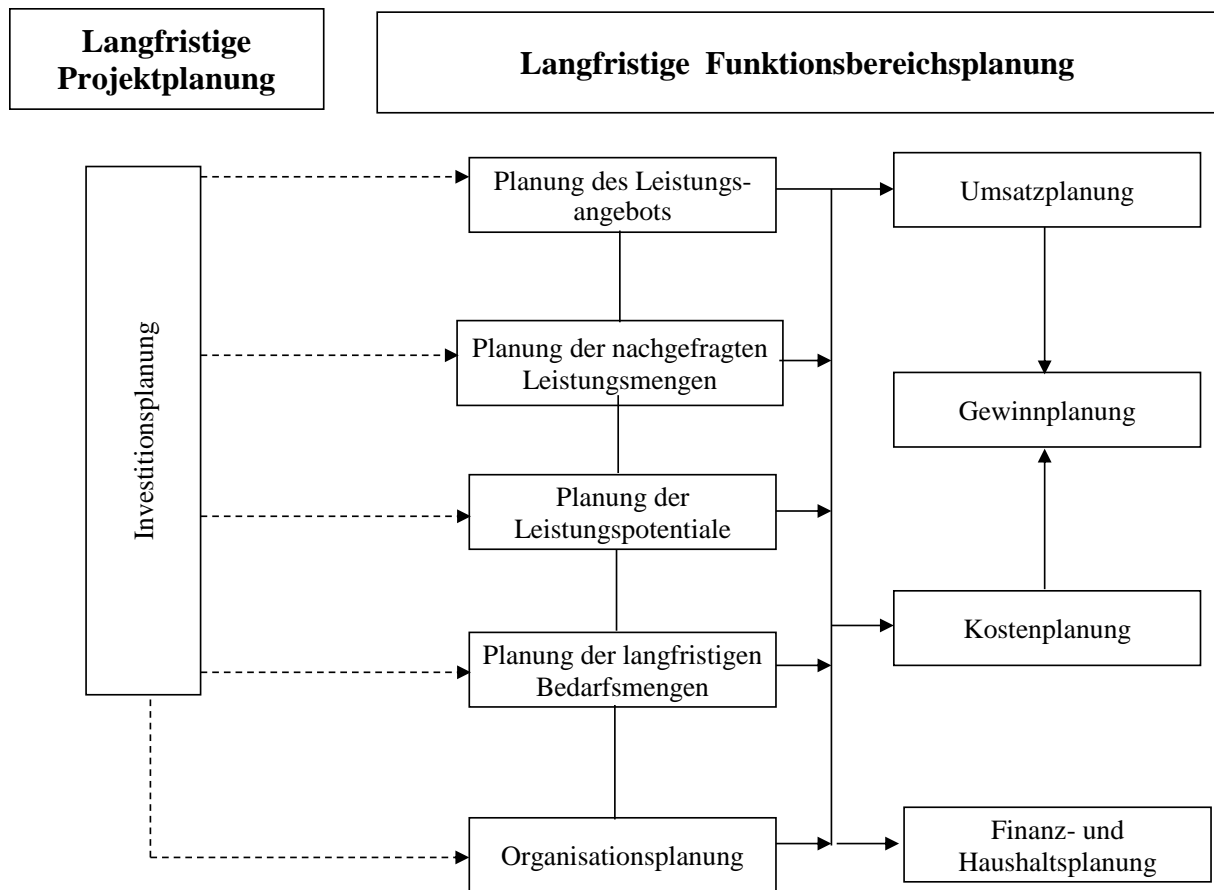 Langfristige
Projektplanung
Langfristige Funktionsbereichsplanung
Investitionsplanung
Planung des Leistungs-
angebots
Planung der nachgefragten
Leistungsmengen
Planung der
Leistungspotentiale
Planung der langfristigen
Bedarfsmengen
Organisationsplanung
Umsatzplanung
Gewinnplanung
Kostenplanung
Finanz- und
Haushaltsplanung